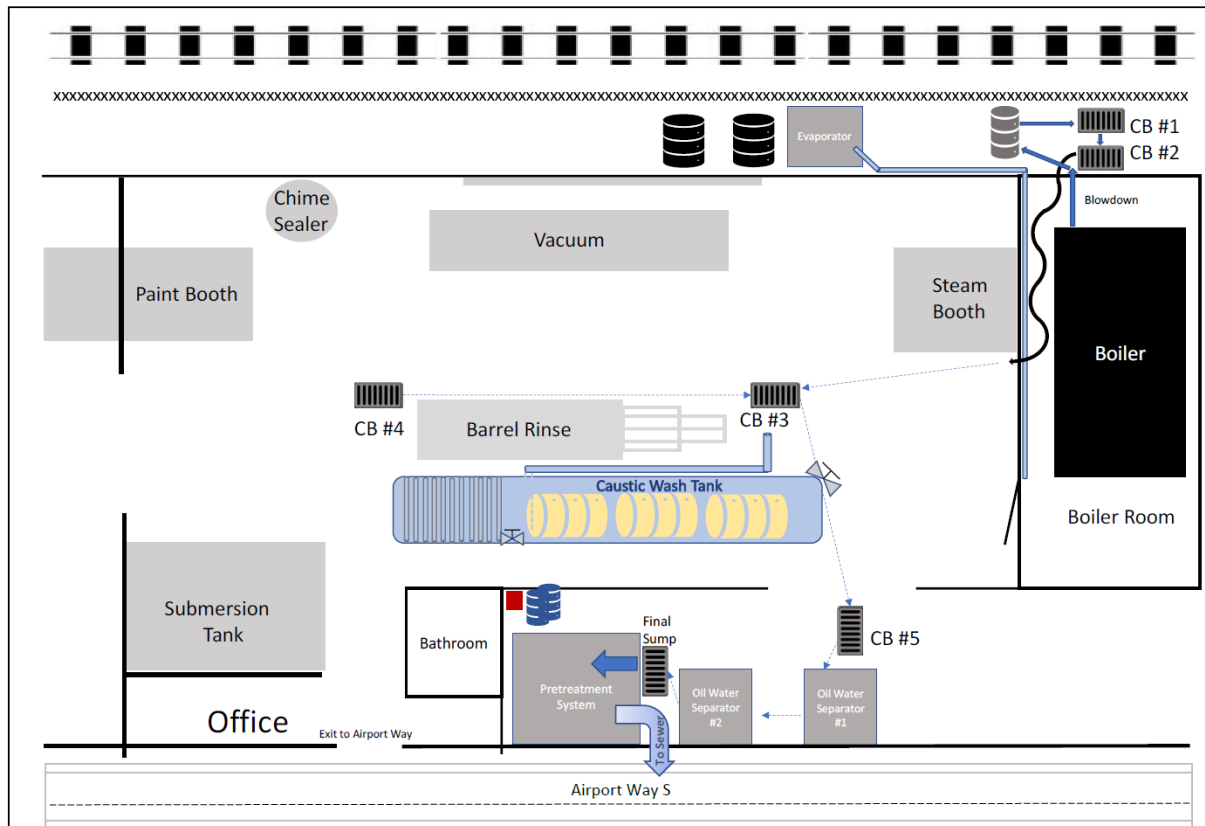 xxxxxxxxxxxxxxxxxxxxxxxxxxxxxxxxxxxxxxxxxxxxxxxxxxxxxxxxxxxxxxxxxxxxxxxxxxxxxxxxxxxxxxxxxxxxxxxxxxxxxxxxxxxxxxxxxxxxxxxxxxxxxxxxxxxxxxxxxxxxxxxx
Evaporator
CB #1
CB #2
Chime
Sealer
Vacuum
Blowdown
Paint Booth
Steam
Booth
Boiler
CB #4
Barrel Rinse
CB #3
Caustic Wash Tank
Boiler Room
Submersion
Tank
Bathroom
Final
Sump
CB #5
Pretreatment
System
Oil Water
Separator
#2
Oil Water
Separator
#1
Office
Exit to Airport Way
To Sewer
Airport Way S